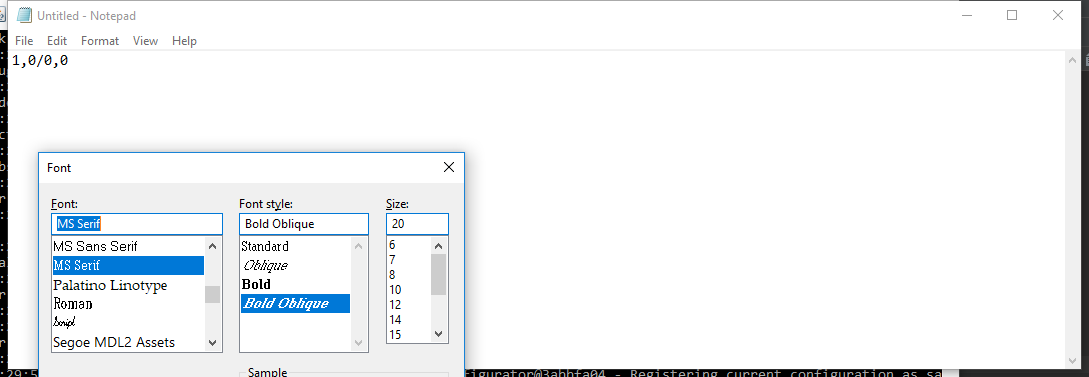 Untitled - Notepad
File Edit Format View Help
1,0/0,0
Font
Font: Font style: Size:
MS Serif Bold Oblique 20
MS Sans Serif Standard 6
MS Serif Oblique 7
Palatino Linotype Bold 8
Roman Bold Oblique 10
Script 12
Segoe MDL2 Assets 14
15
Sample
:29:5
figurator@3abbfa04 - Registering current configuration as sa